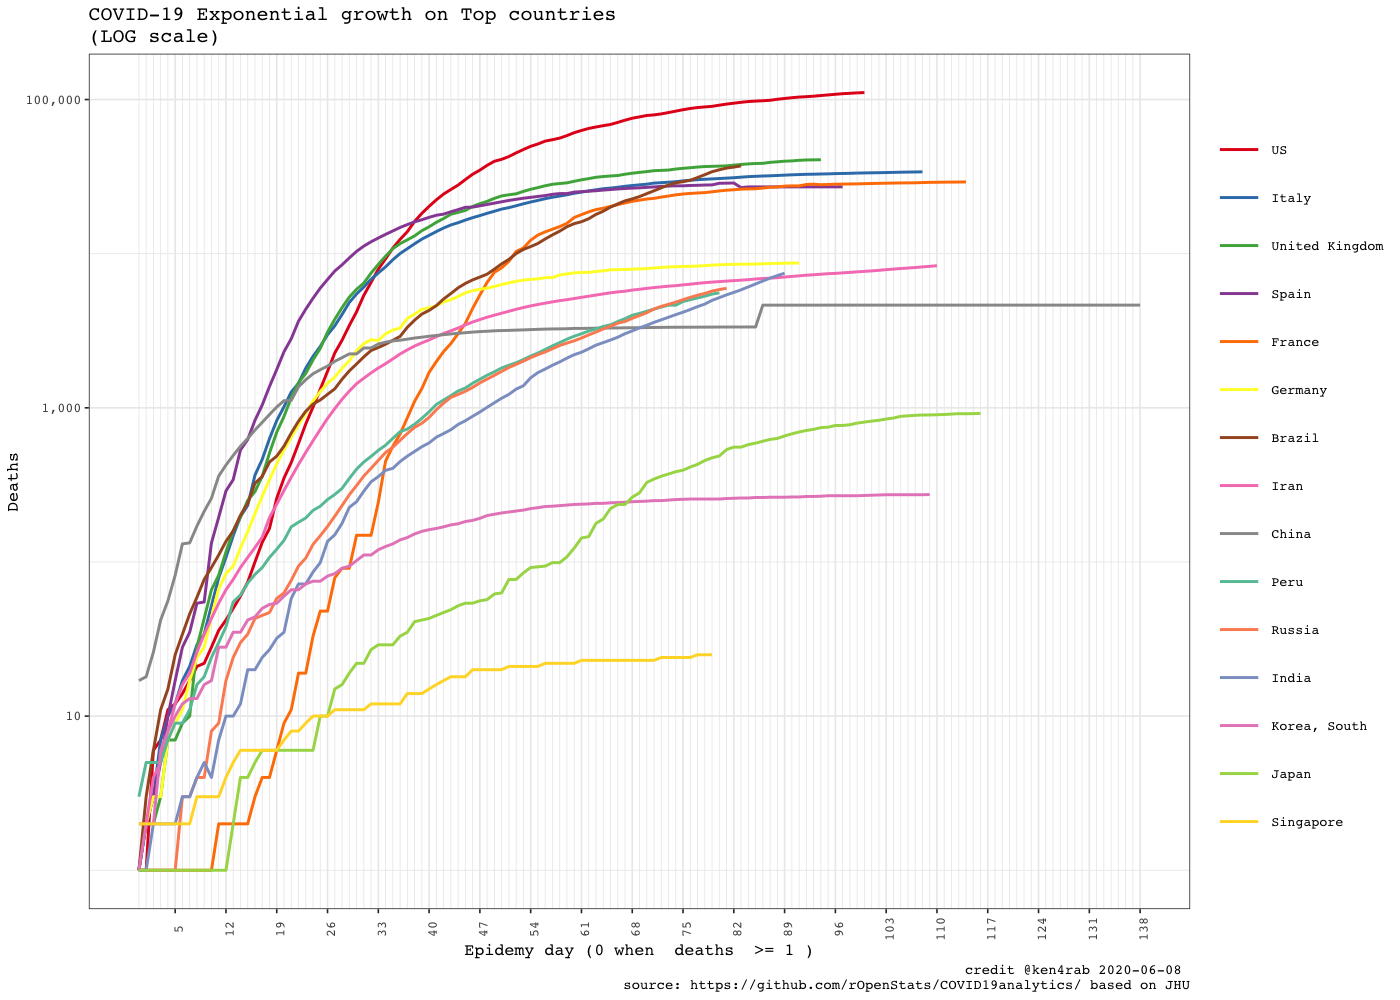 COVID-19 Exponential growth on Top countries
(LOG scale)
Deaths
100,000
1,000
10
5
12
19
26
33
40
47
54
61
68
75
82
89
96
103
110
117
124
131
138
Epidemy day (0 when  deaths  >= 1 )
US
Italy
United Kingdom
Spain
France
Germany
Brazil
Iran
China
Peru
Russia
India
Korea, South
Japan
Singapore
credit @ken4rab 2020-06-08
source: https://github.com/rOpenStats/COVID19analytics/ based on JHU